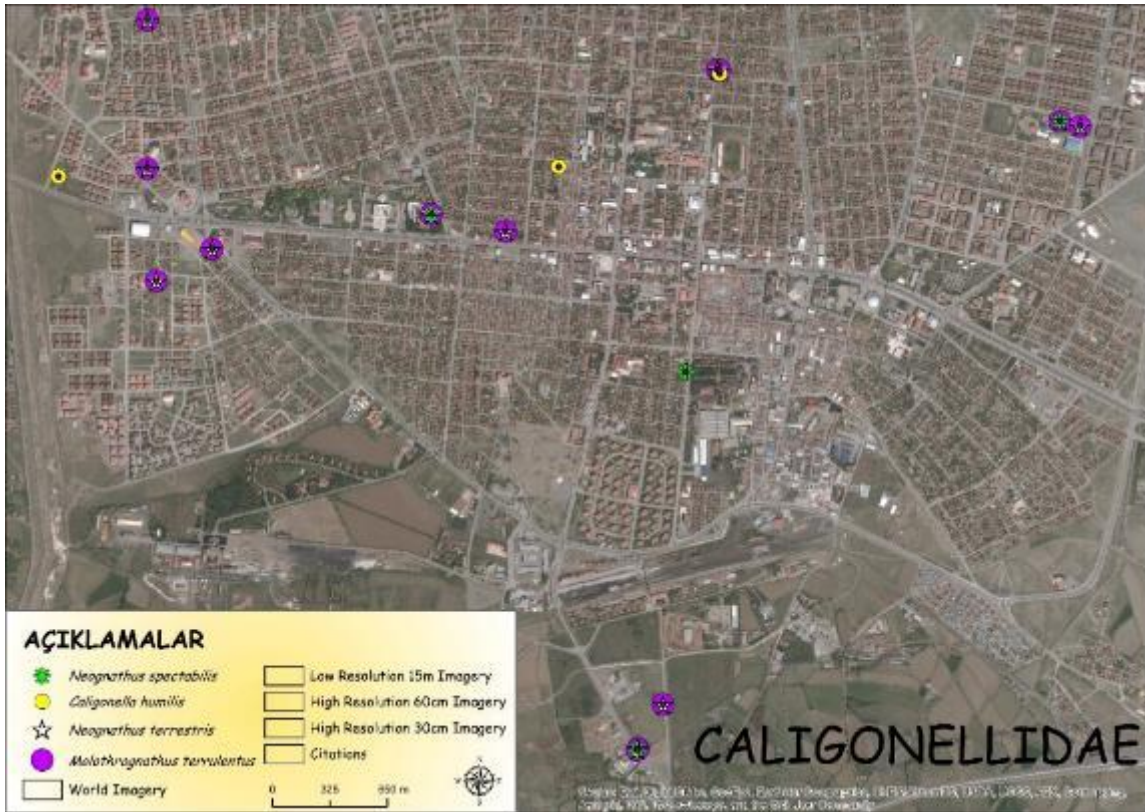 AÇIKLAMALAR
Neognathus spectabilis
Caligonella humilis
Neognathus terrestris
Molothrognathus terrulentus
World Imagery
Low Resolution 15m Imagery
High Resolution 60cm Imagery
High Resolution 30cm Imagery
Citations
0 325 650 m
CALIGONELLIDAE